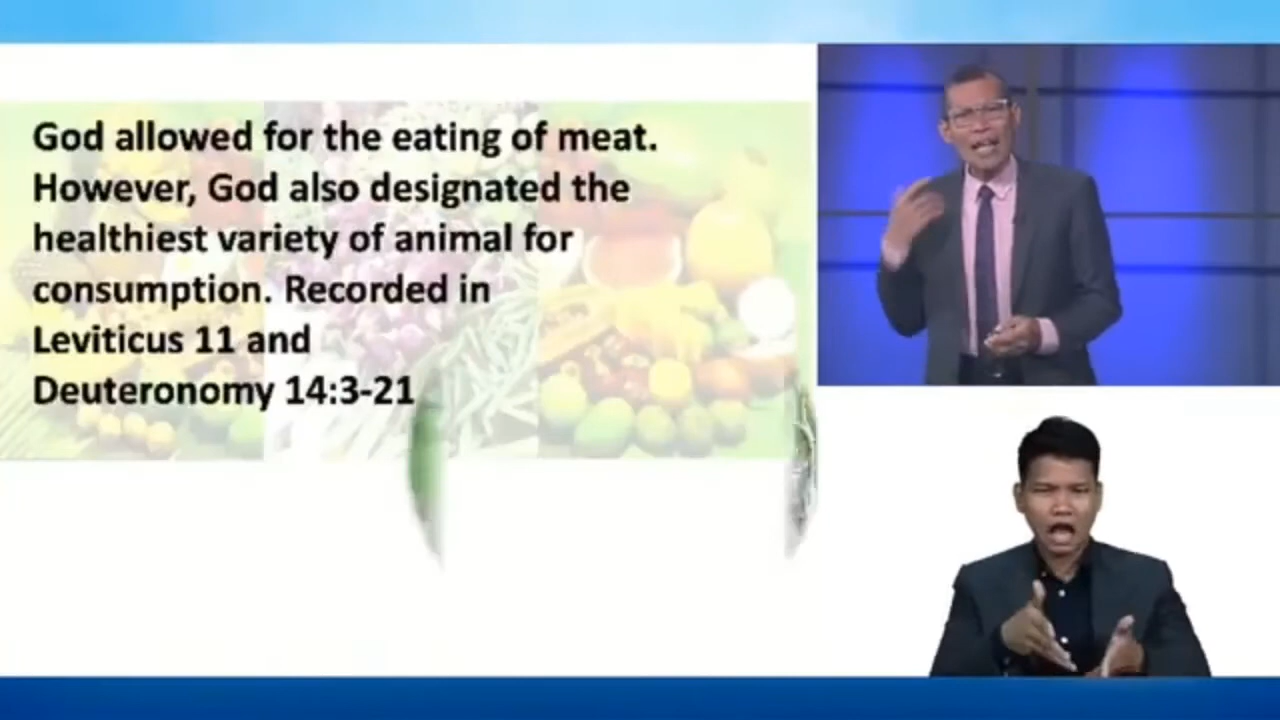 God allowed for the eating of meat.
However, God also designated the
healthiest variety of animal for
consumption. Recorded in
Leviticus 11 and
Deuteronomy 14:3-21